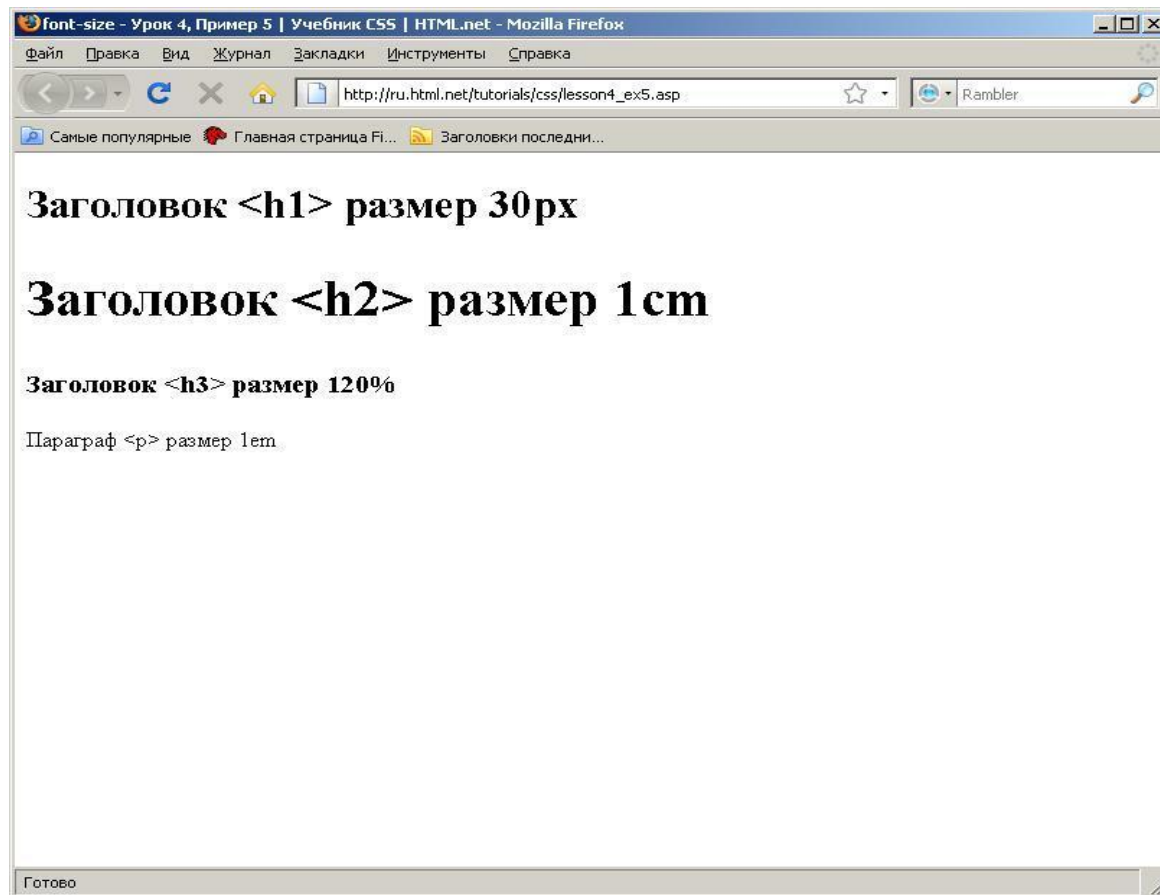 font-size - Урок 4, Пример 5 | Учебник CSS | HTML.net - Mozilla Firefox
Файл Правка Вид Журнал Закладки Инструменты Справка
http://ru.html.net/tutorials/css/lesson4_ex5.asp Rambler
Самые популярные Главная страница Fi... Заголовки последни...
Заголовок <h1> размер 30px
Заголовок <h2> размер 1cm
Заголовок <h3> размер 120%
Параграф <p> размер 1em
Готово